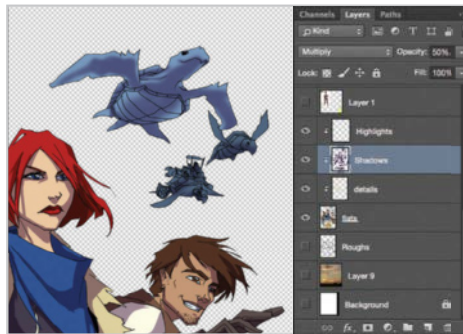 Channels Layers Paths
Kind
Multiply Opacity: 50%
Lock: Fill: 100%
Layer 1
Highlights
Shadows
details
flats
Roughs
Layer 9
Background
fx